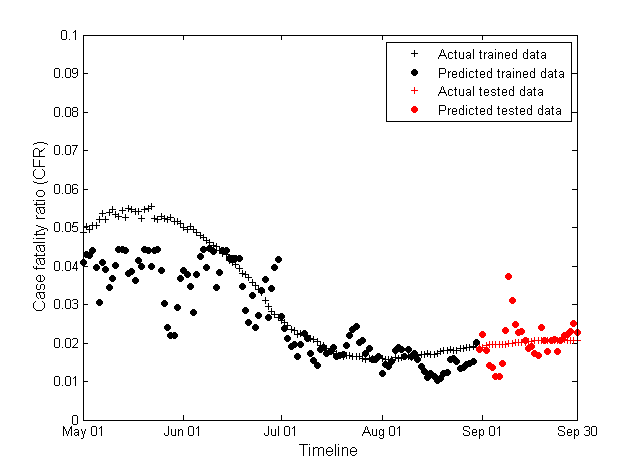 0.1
0.09
0.08
0.07
0.06
0.05
0.04
0.03
0.02
0.01
0
Case fatality ratio (CFR)
Actual trained data
Predicted trained data
Actual tested data
Predicted tested data
May 01 Jun 01 Jul 01 Aug 01 Sep 01 Sep 30
Timeline